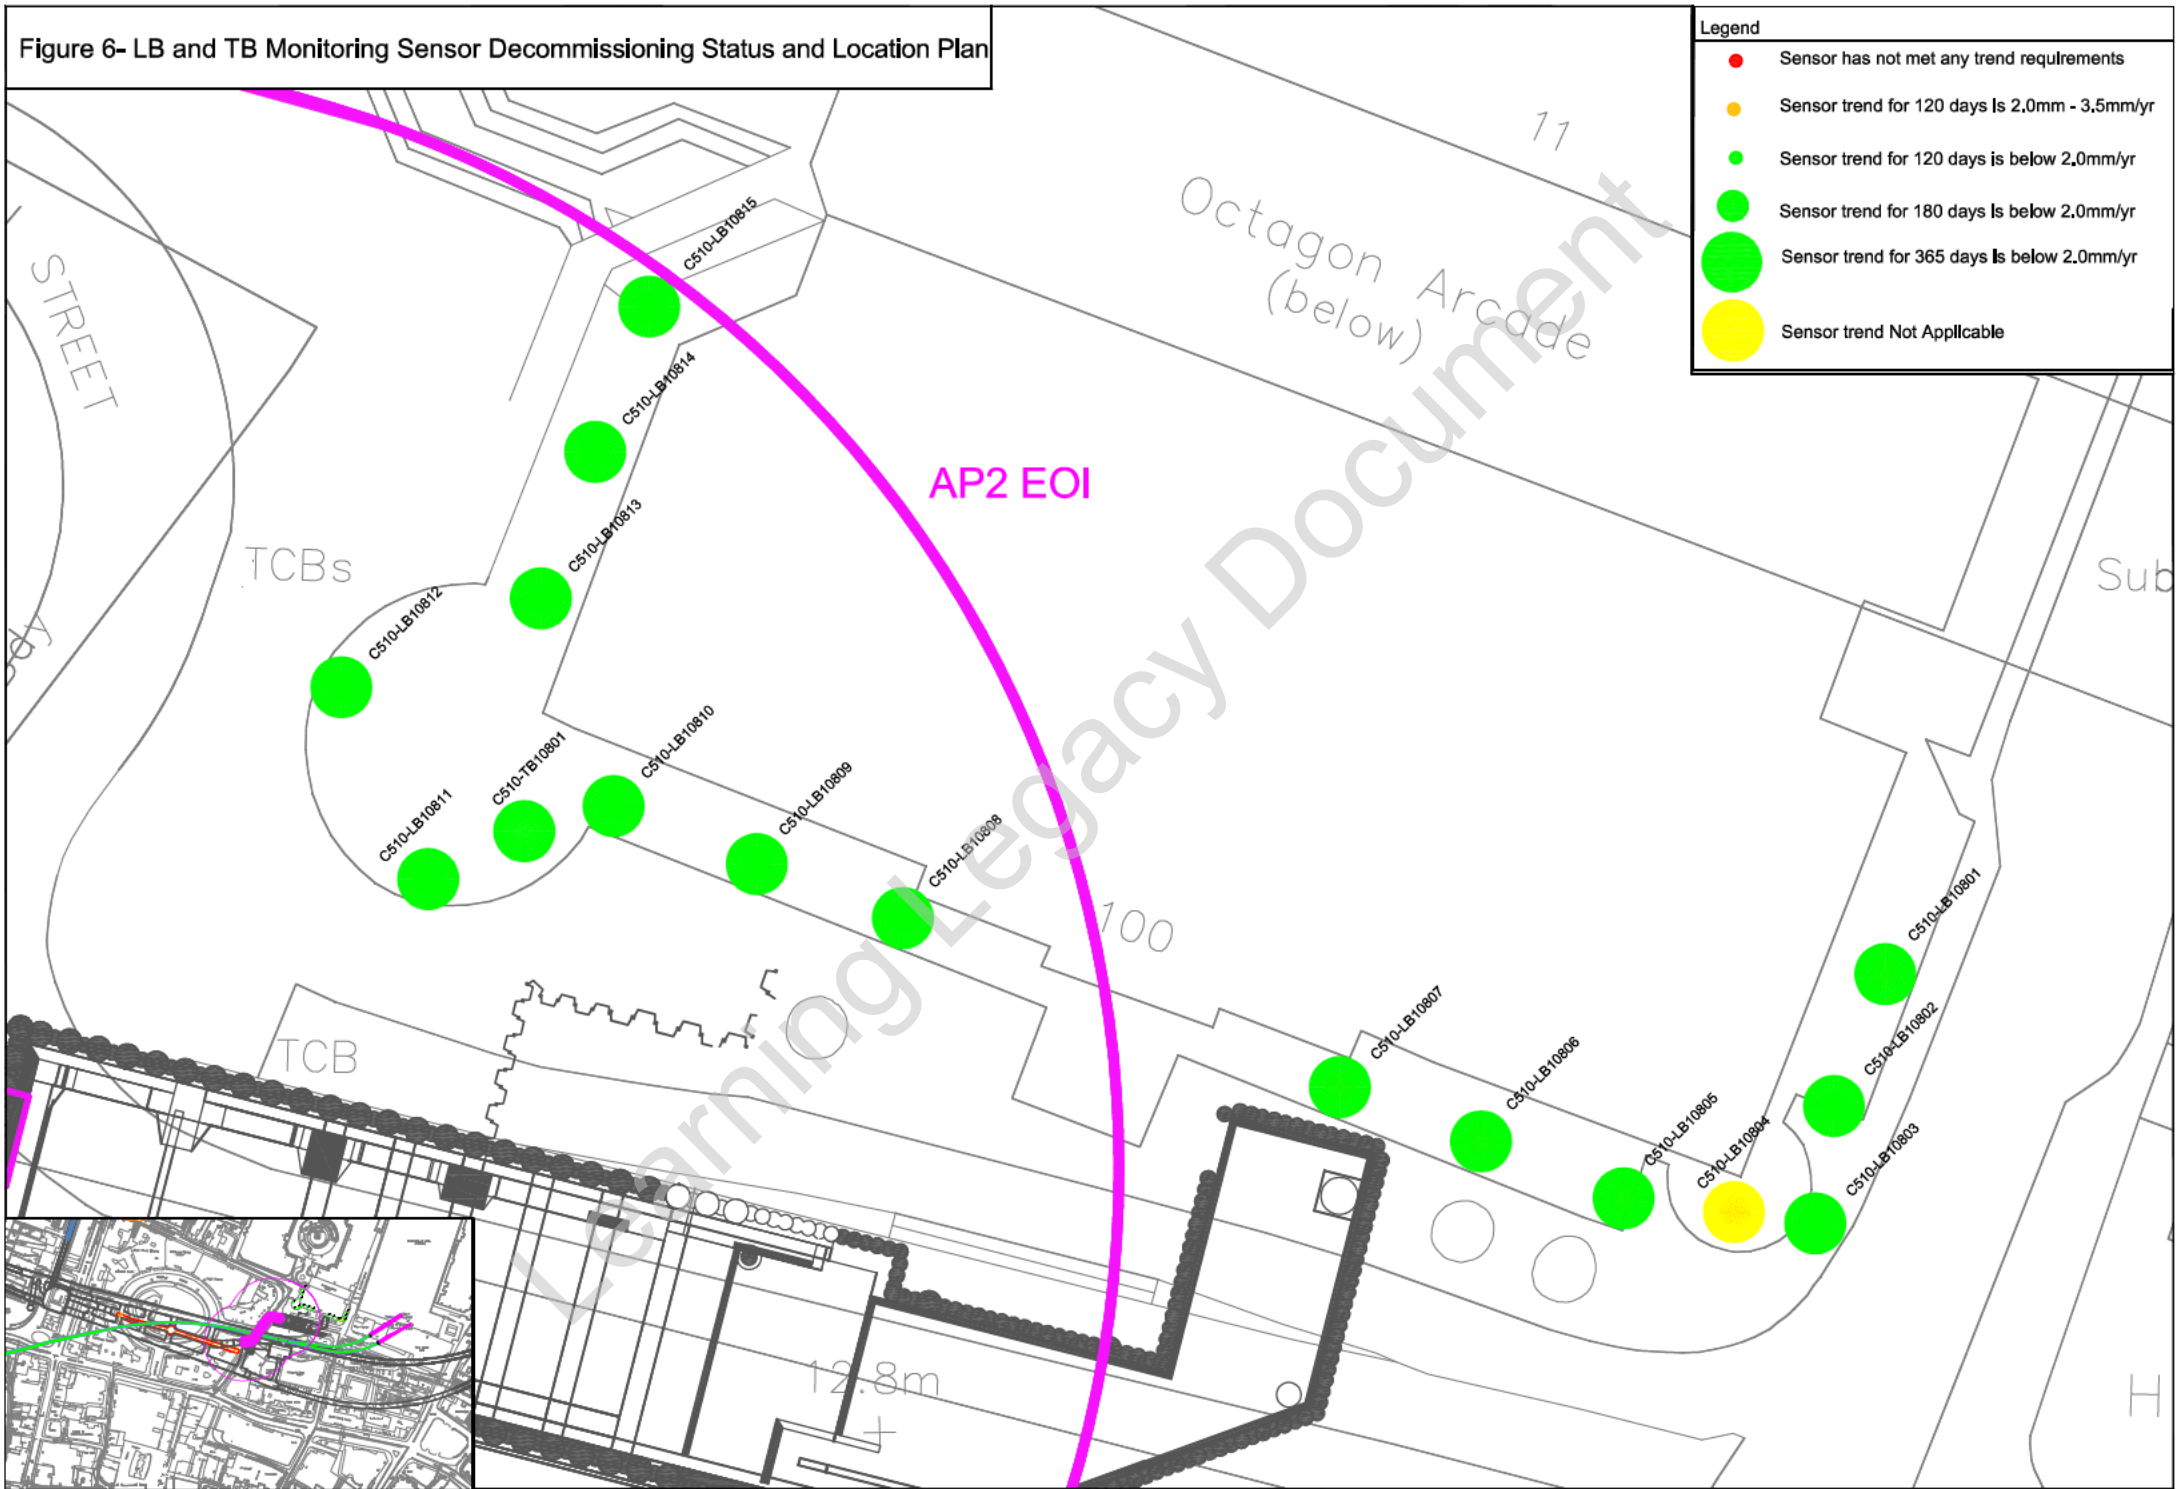 Figure 6- LB and TB Monitoring Sensor Decommissioning Status and Location Plan
Legend
Sensor has not met any trend requirements
Sensor trend for 120 days is 2.0mm - 3.5mm/yr
Sensor trend for 120 days is below 2.0mm/yr
Sensor trend for 180 days is below 2.0mm/yr
Sensor trend for 365 days is below 2.0mm/yr
Sensor trend Not Applicable
11
Octagon Arcade
(below)
STREET
C510-LB10815
C510-LB10814
AP2 EOI
C510-LB10813
TCBs
Sub
C510-LB10812
C510-LB10810
C510-TB10801
C510-LB10809
C510-LB10811
C510-LB10808
100
C510-LB10801
C510-LB10807
C510-LB10802
C510-LB10806
TCB
C510-LB10805
C510-LB10804
C510-LB10803
12.8m
H
Learning Legacy Document